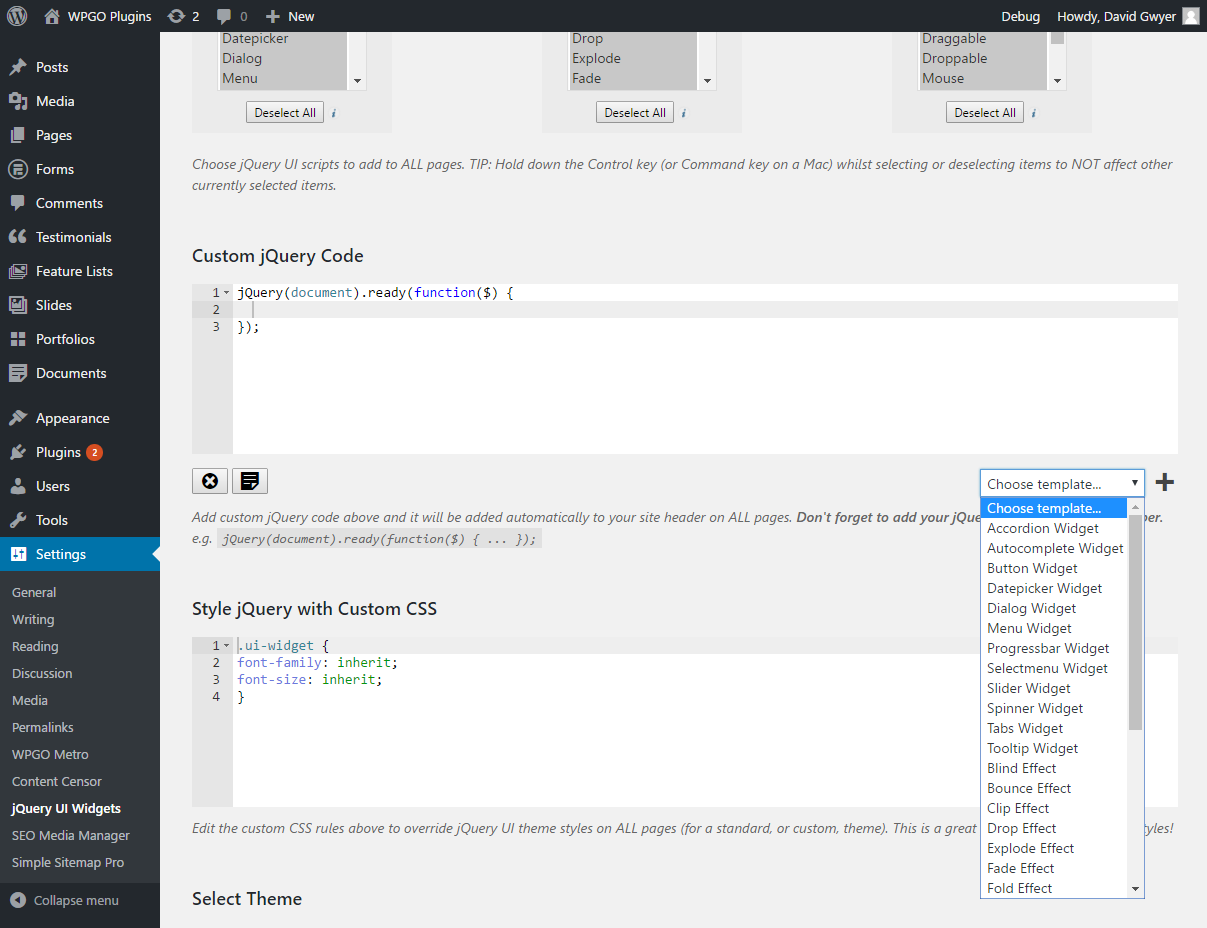 WPGO Plugins 2 0 New Debug Howdy, David Gwyer
Posts
Media
Pages
Forms
Comments
Testimonials
Feature Lists
Slides
Portfolios
Documents
Appearance
Plugins 2
Users
Tools
Settings
General
Writing
Reading
Discussion
Media
Permalinks
WPGO Metro
Content Censor
jQuery UI Widgets
SEO Media Manager
Simple Sitemap Pro
Collapse menu
Datepicker
Dialog
Menu
Deselect All i
Drop
Explode
Fade
Deselect All i
Draggable
Droppable
Mouse
Deselect All i
Choose jQuery UI scripts to add to ALL pages. TIP: Hold down the Control key (or Command key on a Mac) whilst selecting or deselecting items to NOT affect other
currently selected items.
Custom jQuery Code
1 jQuery(document).ready(function($) {
2
3 });
Choose template...
Add custom jQuery code above and it will be added automatically to your site header on ALL pages. Don't forget to add your
e.g. jQuery(document).ready(function($) { ... });
Style jQuery with Custom CSS
1 .ui-widget {
2 font-family: inherit;
3 font-size: inherit;
4 }
Edit the custom CSS rules above to override jQuery UI theme styles on ALL pages (for a standard, or custom, theme). This is a great
Select Theme
Choose template...
Accordion Widget
Autocomplete Widget
Button Widget
Datepicker Widget
Dialog Widget
Menu Widget
Progressbar Widget
Selectmenu Widget
Slider Widget
Spinner Widget
Tabs Widget
Tooltip Widget
Blind Effect
Bounce Effect
Clip Effect
Drop Effect
Explode Effect
Fade Effect
Fold Effect